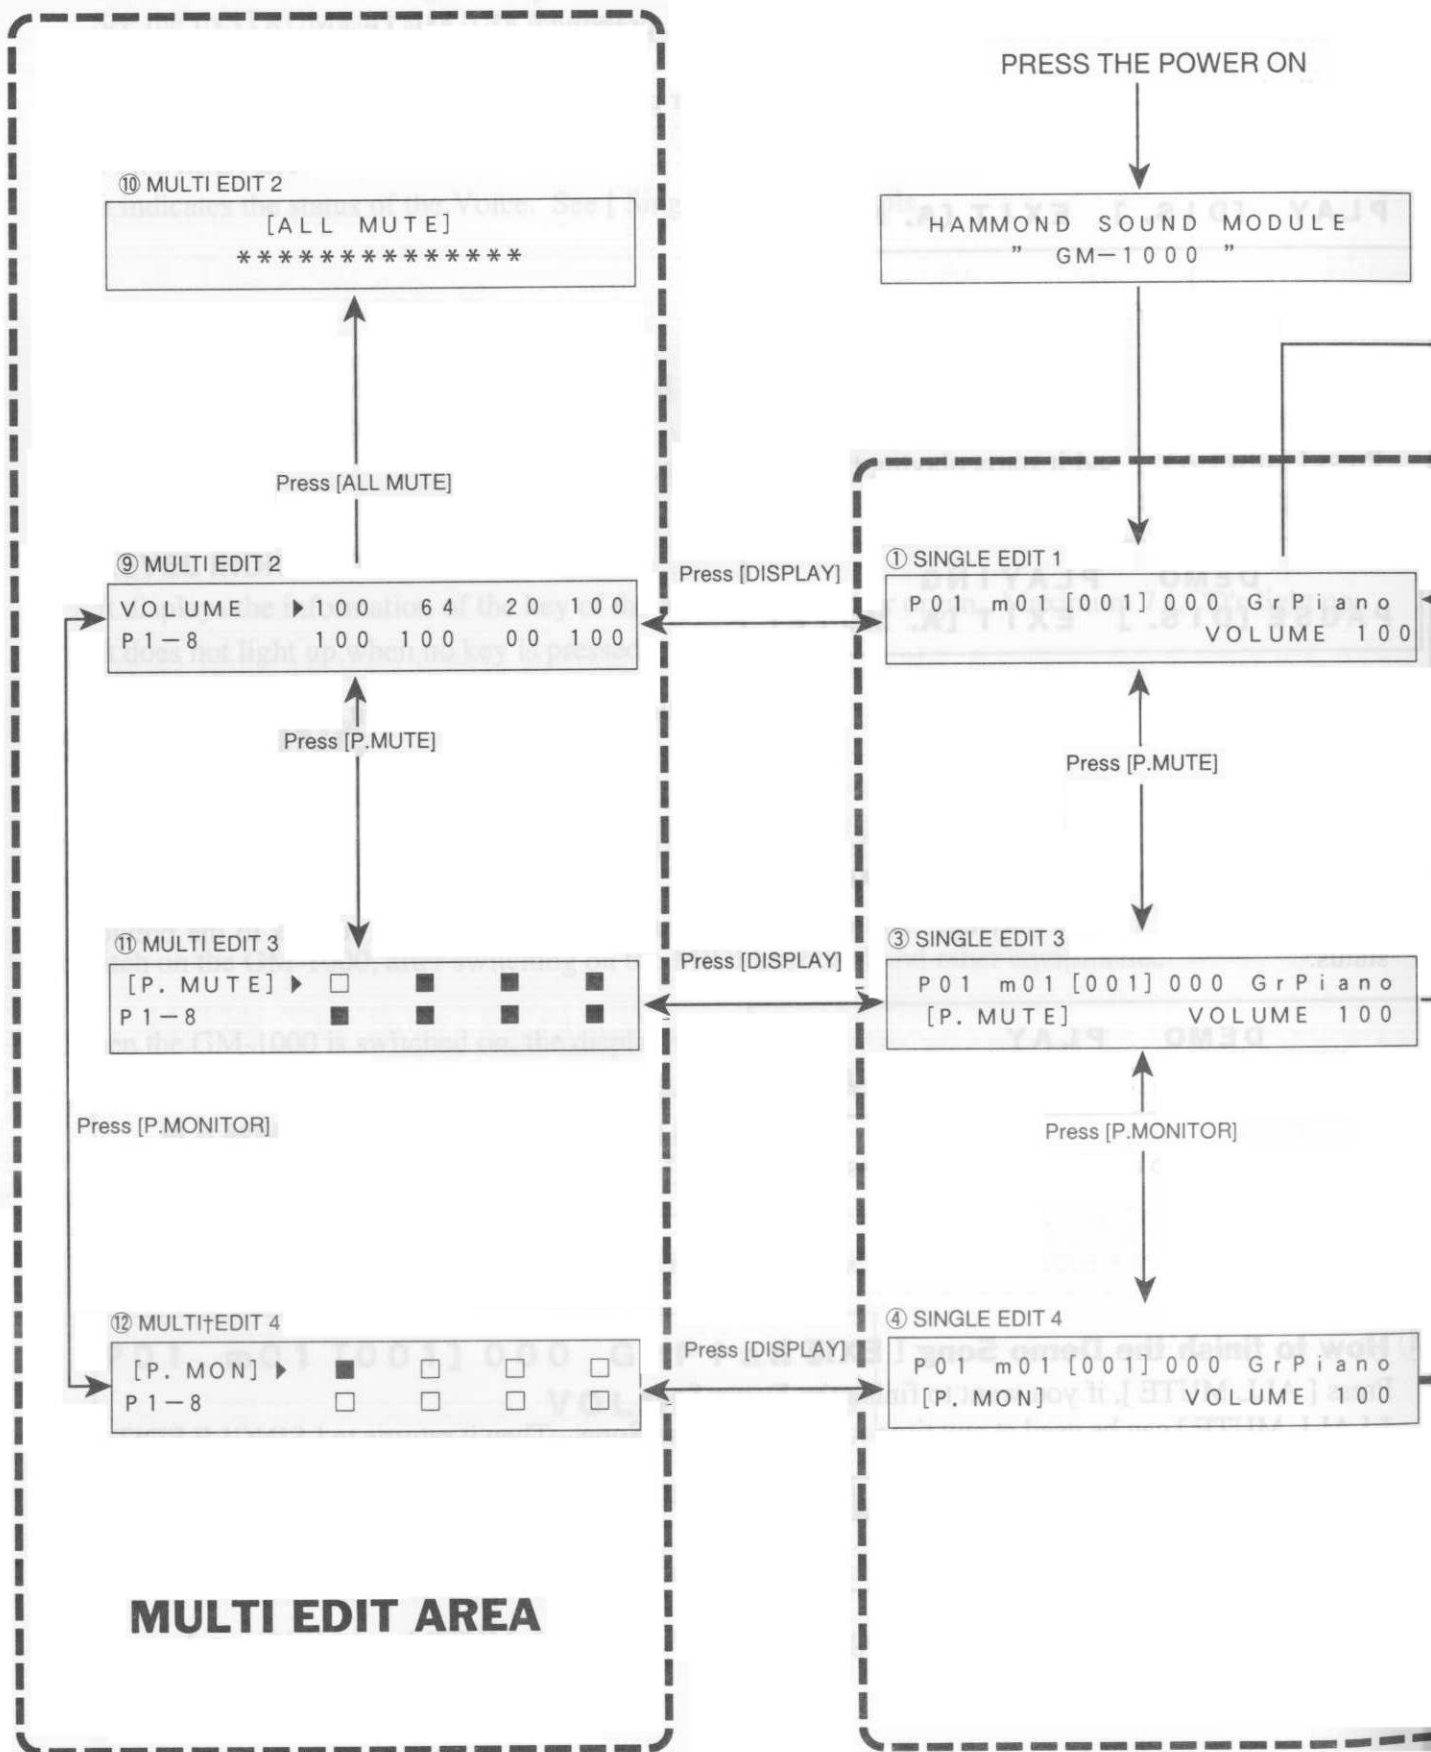 PRESS THE POWER ON
⑩ MULTI EDIT 2
[ALL MUTE]
**************
HAMMOND SOUND MODULE
" GM−1000 "
Press [ALL MUTE]
⑨ MULTI EDIT 2
VOLUME ▶100 64 20 100
P1−8 100 100 00 100
Press [DISPLAY]
① SINGLE EDIT 1
P01 m01[001]000 GrPiano
VOLUME 100
Press [P.MUTE]
Press [P.MUTE]
⑪ MULTI EDIT 3
[P. MUTE] ▶ □ ■ ■ ■
P1−8 ■ ■ ■ ■
Press [DISPLAY]
③ SINGLE EDIT 3
P01 m01[001]000 GrPiano
[P. MUTE] VOLUME 100
Press [P.MONITOR]
Press [P.MONITOR]
⑫ MULTI†EDIT 4
[P. MON] ▶ ■ □ □ □
P1−8 □ □ □ □
Press [DISPLAY]
④ SINGLE EDIT 4
P01 m01[001]000 GrPiano
[P. MON] VOLUME 100
MULTI EDIT AREA